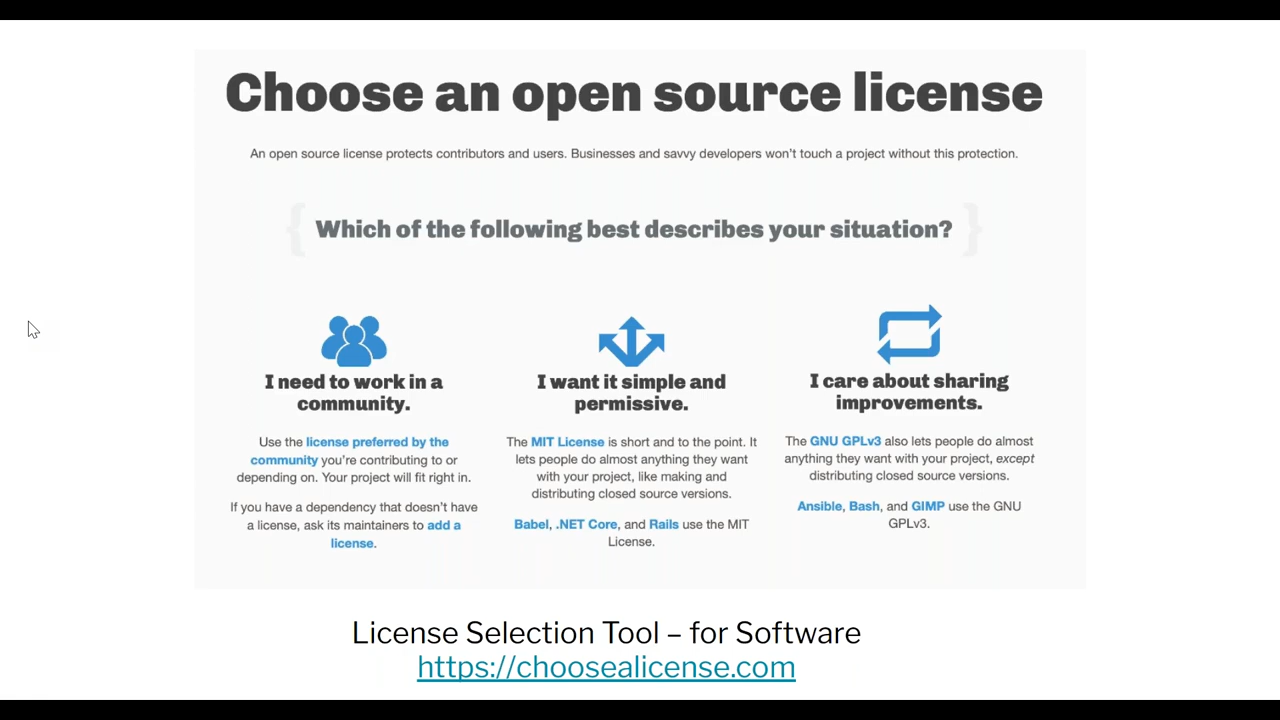 Choose an open source license
An open source license protects contributors and users. Businesses and savvy developers won't touch a project without this protection.
{ Which of the following best describes your situation? }
I need to work in a
community.
Use the license preferred by the
community you're contributing to or
depending on. Your project will fit right in.
If you have a dependency that doesn't have
a license, ask its maintainers to add a
license.
I want it simple and
permissive.
The MIT License is short and to the point. It
lets people do almost anything they want
with your project, like making and
distributing closed source versions.
Babel, .NET Core, and Rails use the MIT
License.
I care about sharing
improvements.
The GNU GPLv3 also lets people do almost
anything they want with your project, except
distributing closed source versions.
Ansible, Bash, and GIMP use the GNU
GPLv3.
License Selection Tool – for Software
https://choosealicense.com